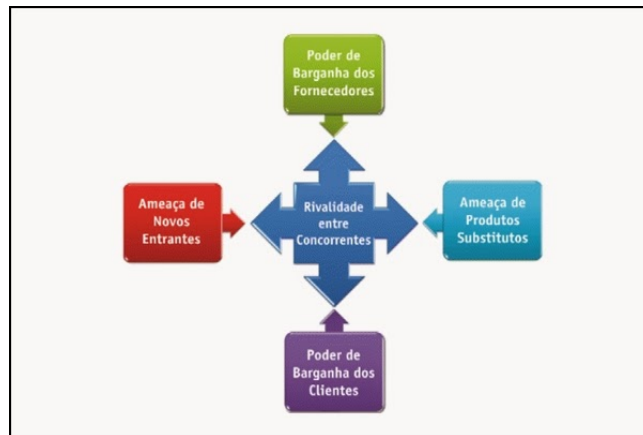 Poder de
Barganha dos
Fornecedores
Ameaça de
Novos
Entrantes
Rivalidade
entre
Concorrentes
Ameaça de
Produtos
Substitutos
Poder de
Barganha dos
Clientes